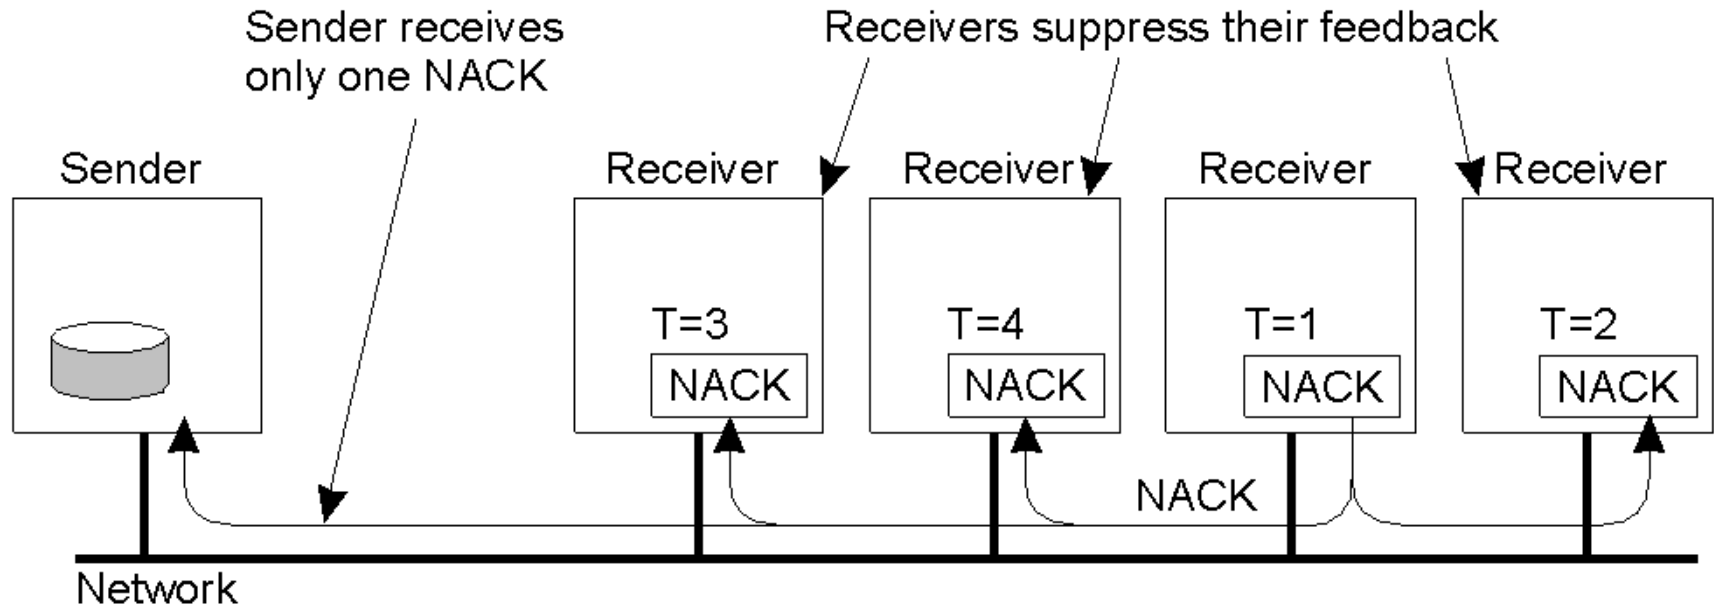 Sender receives
only one NACK
Receivers suppress their feedback
Sender
Receiver
Receiver
Receiver
Receiver
T=3
T=4
T=1
T=2
NACK
NACK
NACK
NACK
NACK
Network